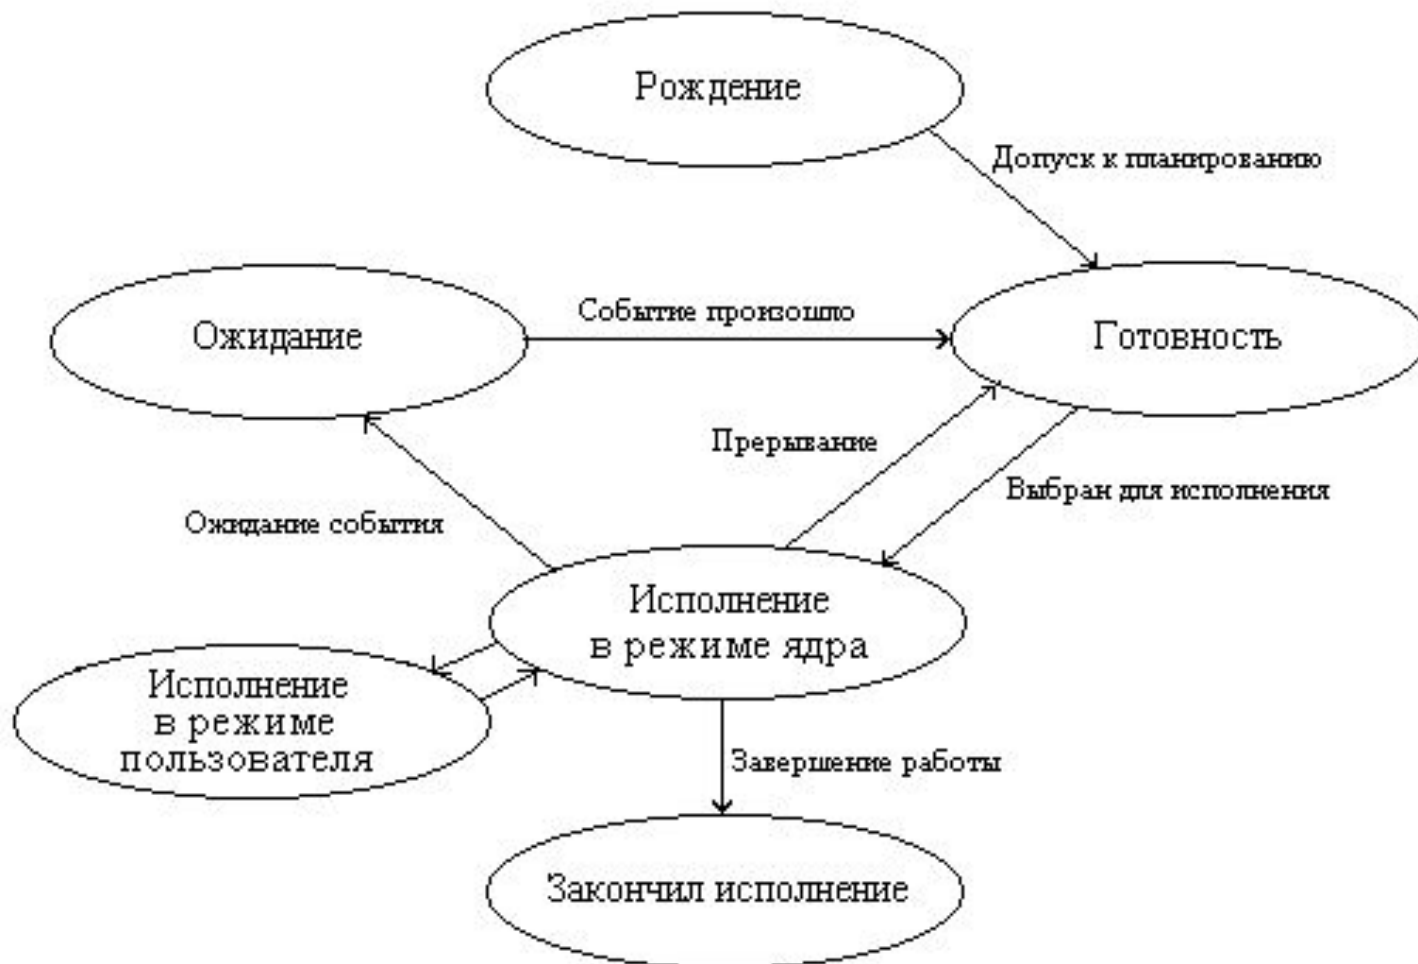 Рождение
Допуск к планированию
Событие произошло
Ожидание
Готовность
Прерывание
Выбран для исполнения
Ожидание события
Исполнение
в режиме ядра
Исполнение
в режиме
пользователя
Завершение работы
Закончил исполнение